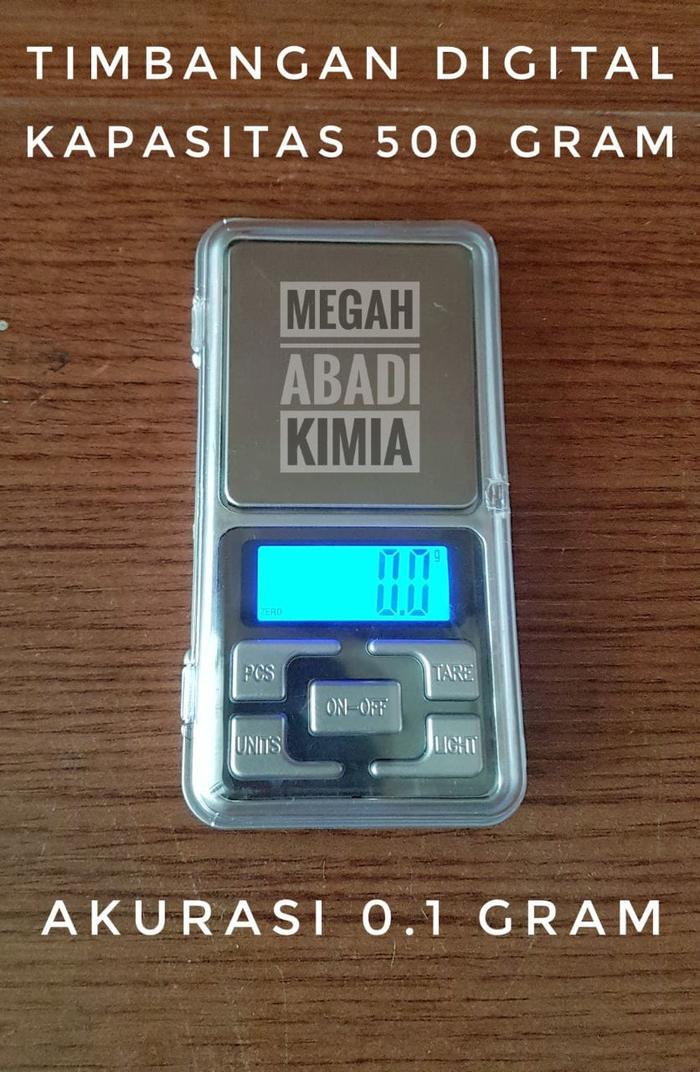 TIMBANGAN DIGITAL
KAPASITAS 500 GRAM
MEGAH
ABADI
KIMIA
0.0 g
ZERO
PCS
TARE
ON-OFF
UNITS
LIGHT
AKURASI 0.1 GRAM